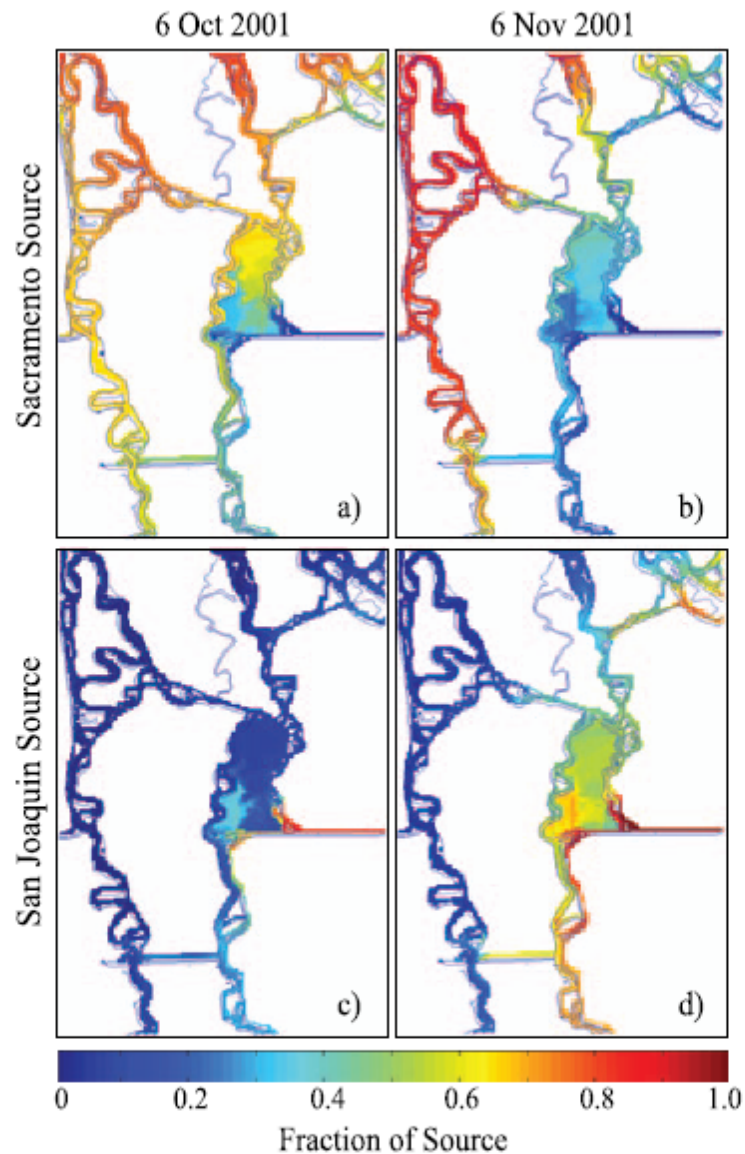 6 Oct 2001
6 Nov 2001
Sacramento Source
a)
b)
San Joaquin Source
c)
d)
0 0.2 0.4 0.6 0.8 1.0
Fraction of Source